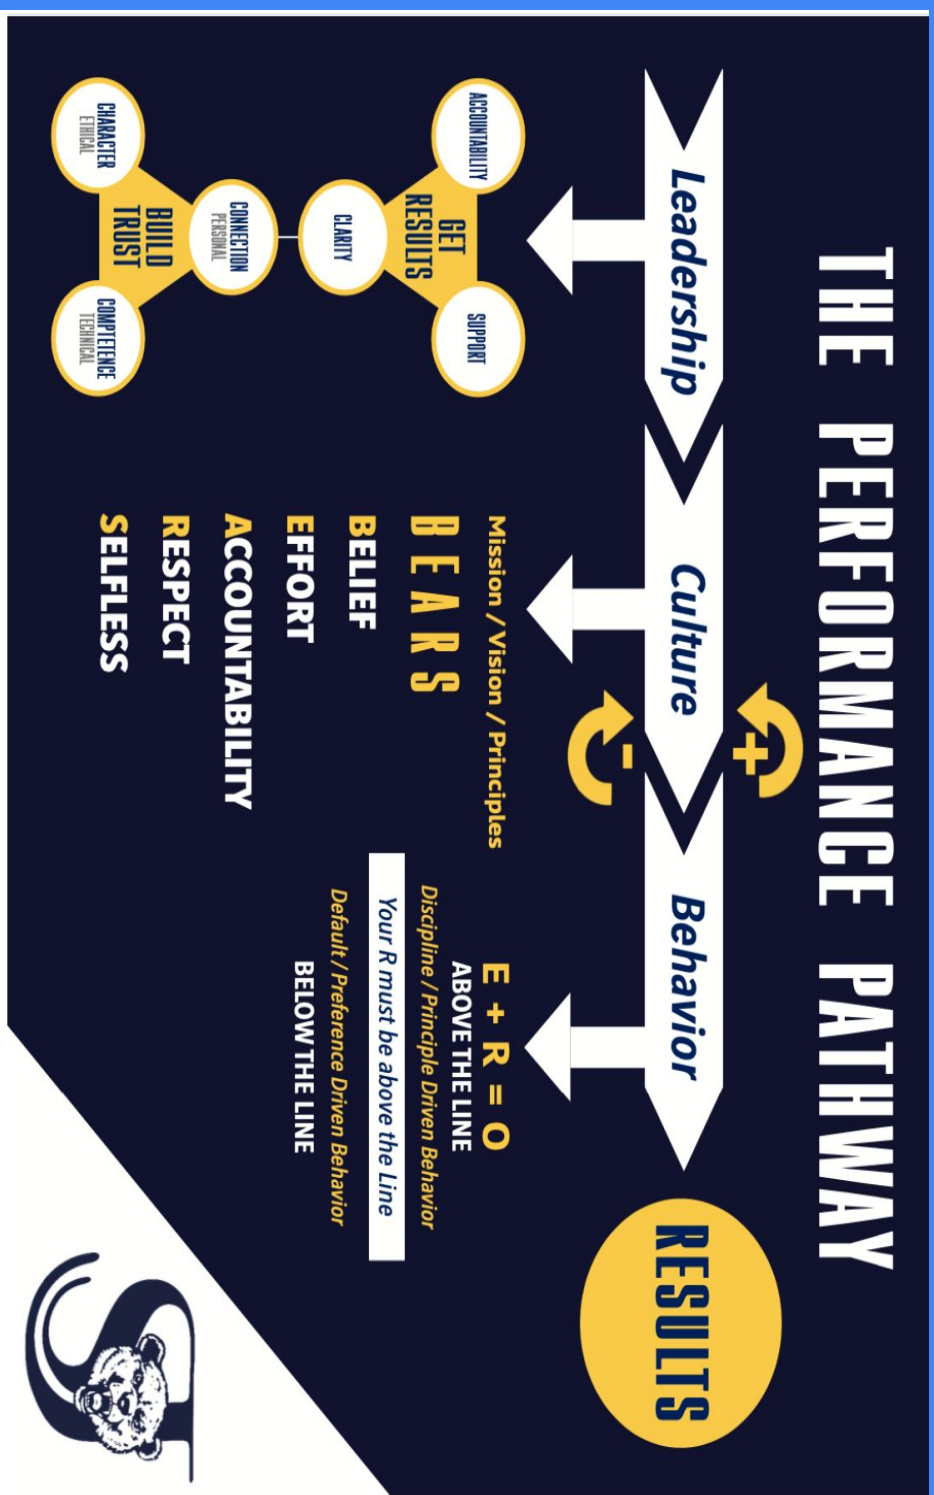 THE PERFORMANCE PATHWAY
Leadership
Culture
Behavior
RESULTS
+
-
ACCOUNTABILITY
SUPPORT
GET
RESULTS
CLARITY
CONNECTION
PERSONAL
BUILD
TRUST
CHARACTER
ETHICAL
COMPTETENCE
TECHNICAL
Mission / Vision / Principles
BEARS
BELIEF
EFFORT
ACCOUNTABILITY
RESPECT
SELFLESS
E + R = O
ABOVE THE LINE
Discipline / Principle Driven Behavior
Your R must be above the Line
Default / Preference Driven Behavior
BELOW THE LINE
S